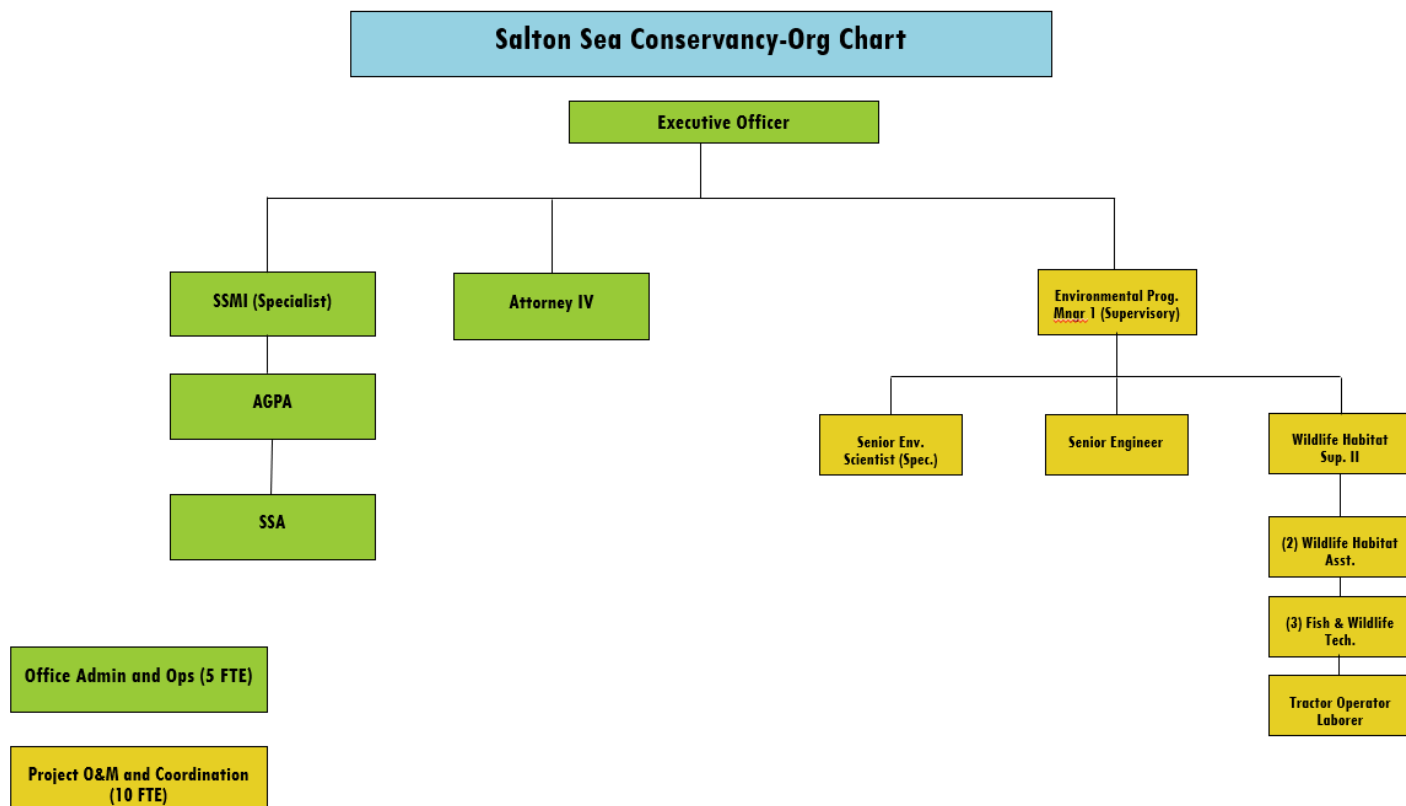 Salton Sea Conservancy-Org Chart
Executive Officer
SSMI (Specialist)
Attorney IV
Environmental Prog.
Mngr 1 (Supervisory)
AGPA
Senior Env.
Scientist (Spec.)
Senior Engineer
Wildlife Habitat
Sup. II
SSA
(2) Wildlife Habitat
Asst.
(3) Fish & Wildlife
Tech.
Tractor Operator
Laborer
Office Admin and Ops (5 FTE)
Project O&M and Coordination
(10 FTE)